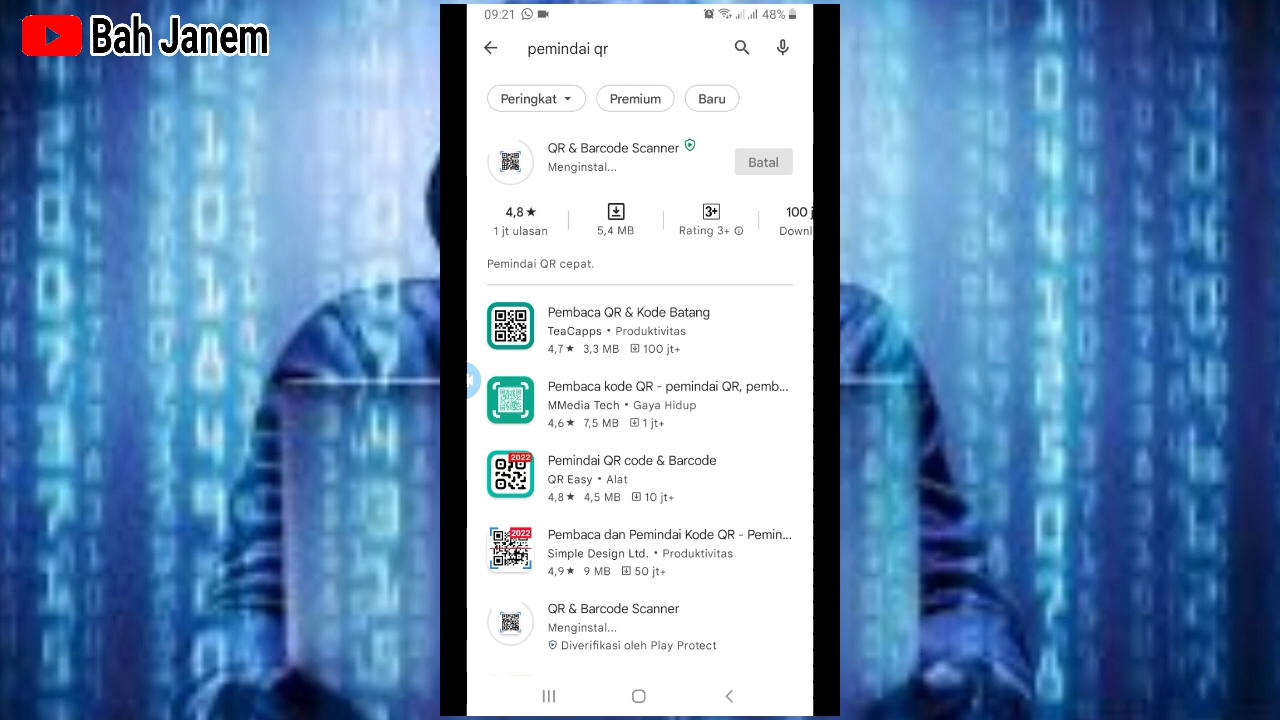 Bah Janem
09:21
48%
pemindai qr
Peringkat
Premium
Baru
QR & Barcode Scanner
Menginstal...
Batal
4,8★
1 jt ulasan
5,4 MB
3+
Rating 3+
100 j
Downl
Pemindai QR cepat.
Pembaca QR & Kode Batang
TeaCapps • Produktivitas
4,7★ 3,3 MB 100 jt+
Pembaca kode QR - pemindai QR, pemb...
MMedia Tech • Gaya Hidup
4,6★ 7,5 MB 1 jt+
2022
Pemindai QR code & Barcode
QR Easy • Alat
4,8★ 4,5 MB 10 jt+
2022
Pembaca dan Pemindai Kode QR - Pemin...
Simple Design Ltd. • Produktivitas
4,9★ 9 MB 50 jt+
QR & Barcode Scanner
Menginstal...
Diverifikasi oleh Play Protect